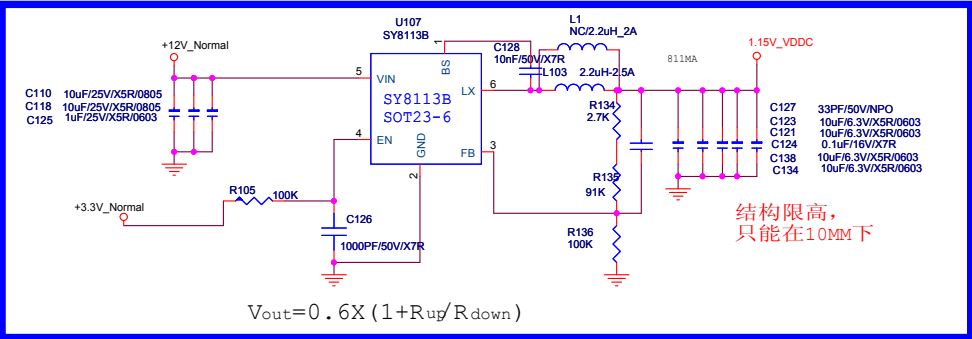 U107
SY8113B
L1
NC/2.2uH_2A
+12V_Normal
1.15V_VDDC
C128
10nF/50V/X7R
811MA
L103
2.2uH-2.5A
1
BS
5
VIN
LX
6
SY8113B
SOT23-6
C110
10uF/25V/X5R/0805
C118
10uF/25V/X5R/0805
C125
1uF/25V/X5R/0603
R134
2.7K
C127
33PF/50V/NPO
C123
10uF/6.3V/X5R/0603
C121
10uF/6.3V/X5R/0603
C124
0.1uF/16V/X7R
C138
10uF/6.3V/X5R/0603
C134
10uF/6.3V/X5R/0603
4
EN
GND
FB
3
2
R135
91K
R105
100K
+3.3V_Normal
C126
1000PF/50V/X7R
R136
100K
结构限高,
只能在10MM下
Vout=0.6X(1+Rup/Rdown)